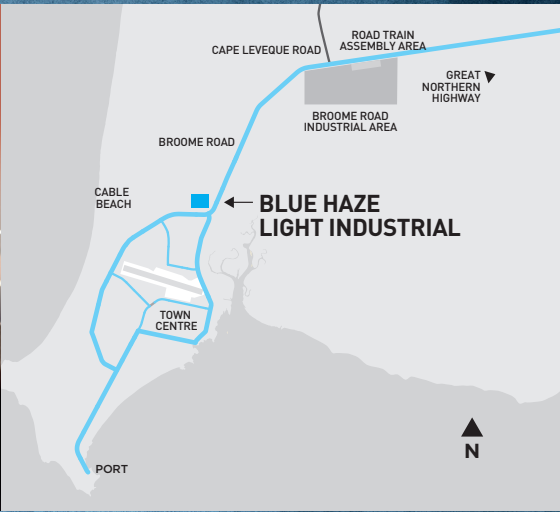 ROAD TRAIN
ASSEMBLY AREA
CAPE LEVEQUE ROAD
GREAT
NORTHERN
HIGHWAY
BROOME ROAD
INDUSTRIAL AREA
BROOME ROAD
CABLE
BEACH
BLUE HAZE
LIGHT INDUSTRIAL
TOWN
CENTRE
N
PORT